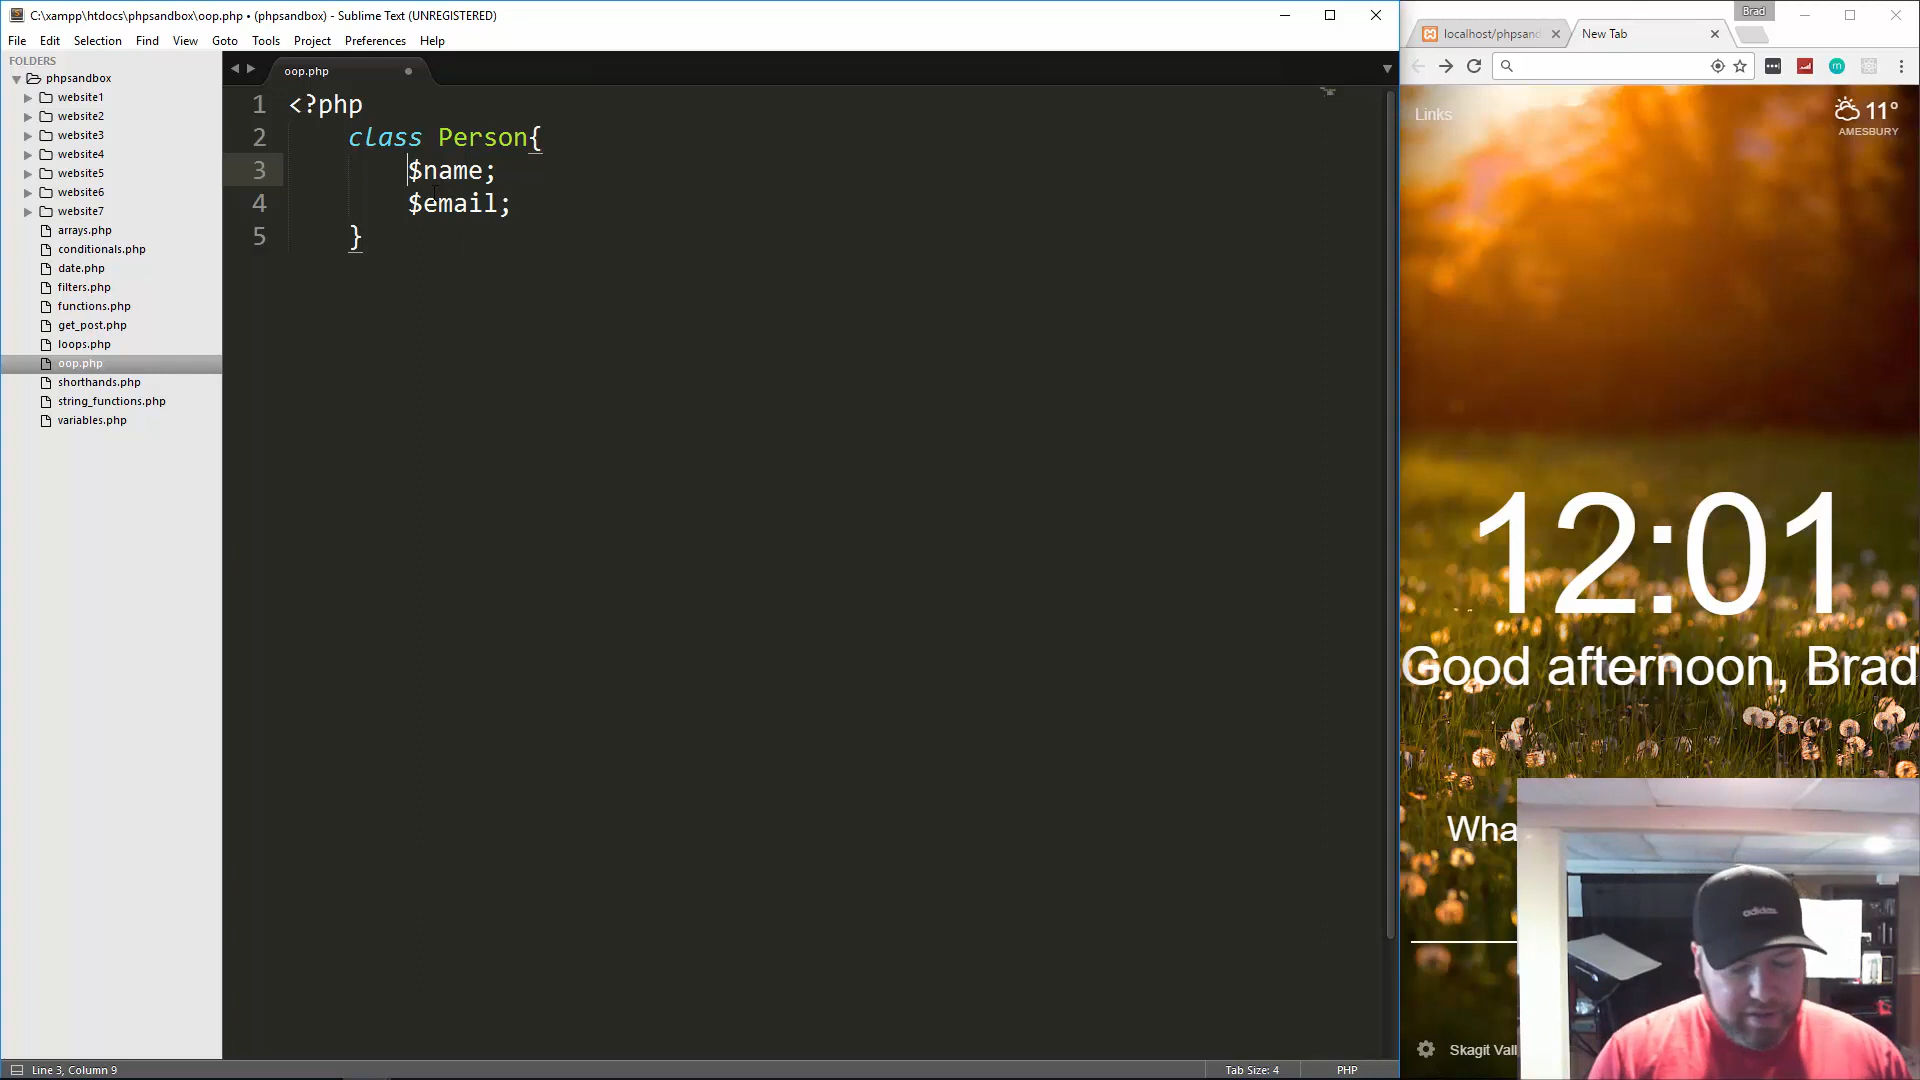 C:\xampp\htdocs\phpsandbox\oop.php • (phpsandbox) - Sublime Text (UNREGISTERED)
File Edit Selection Find View Goto Tools Project Preferences Help
FOLDERS
phpsandbox
website1
website2
website3
website4
website5
website6
website7
arrays.php
conditionals.php
date.php
filters.php
functions.php
get_post.php
loops.php
oop.php
shorthands.php
string_functions.php
variables.php
oop.php
1 <?php
2 class Person{
3 $name;
4 $email;
5 }
Line 3, Column 9
Tab Size: 4
PHP
Brad
localhost/phpsand
New Tab
Links
11°
AMESBURY
12:01
Good afternoon, Brad
Wha
adidas
Skagit Vall